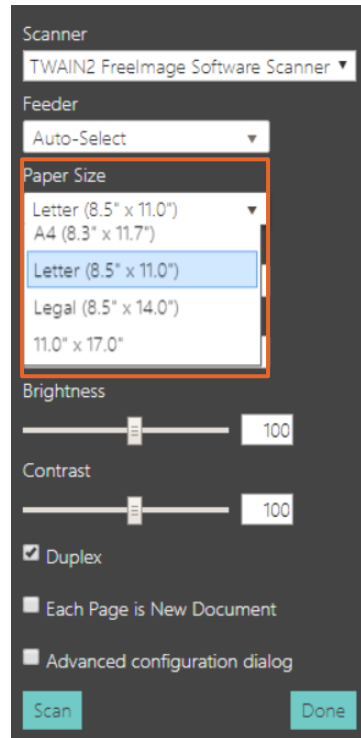 Scanner
TWAIN2 FreeImage Software Scanner
Feeder
Auto-Select
Paper Size
Letter (8.5" x 11.0")
A4 (8.3" x 11.7")
Letter (8.5" x 11.0")
Legal (8.5" x 14.0")
11.0" x 17.0"
Brightness
100
Contrast
100
Duplex
Each Page is New Document
Advanced configuration dialog
Scan Done